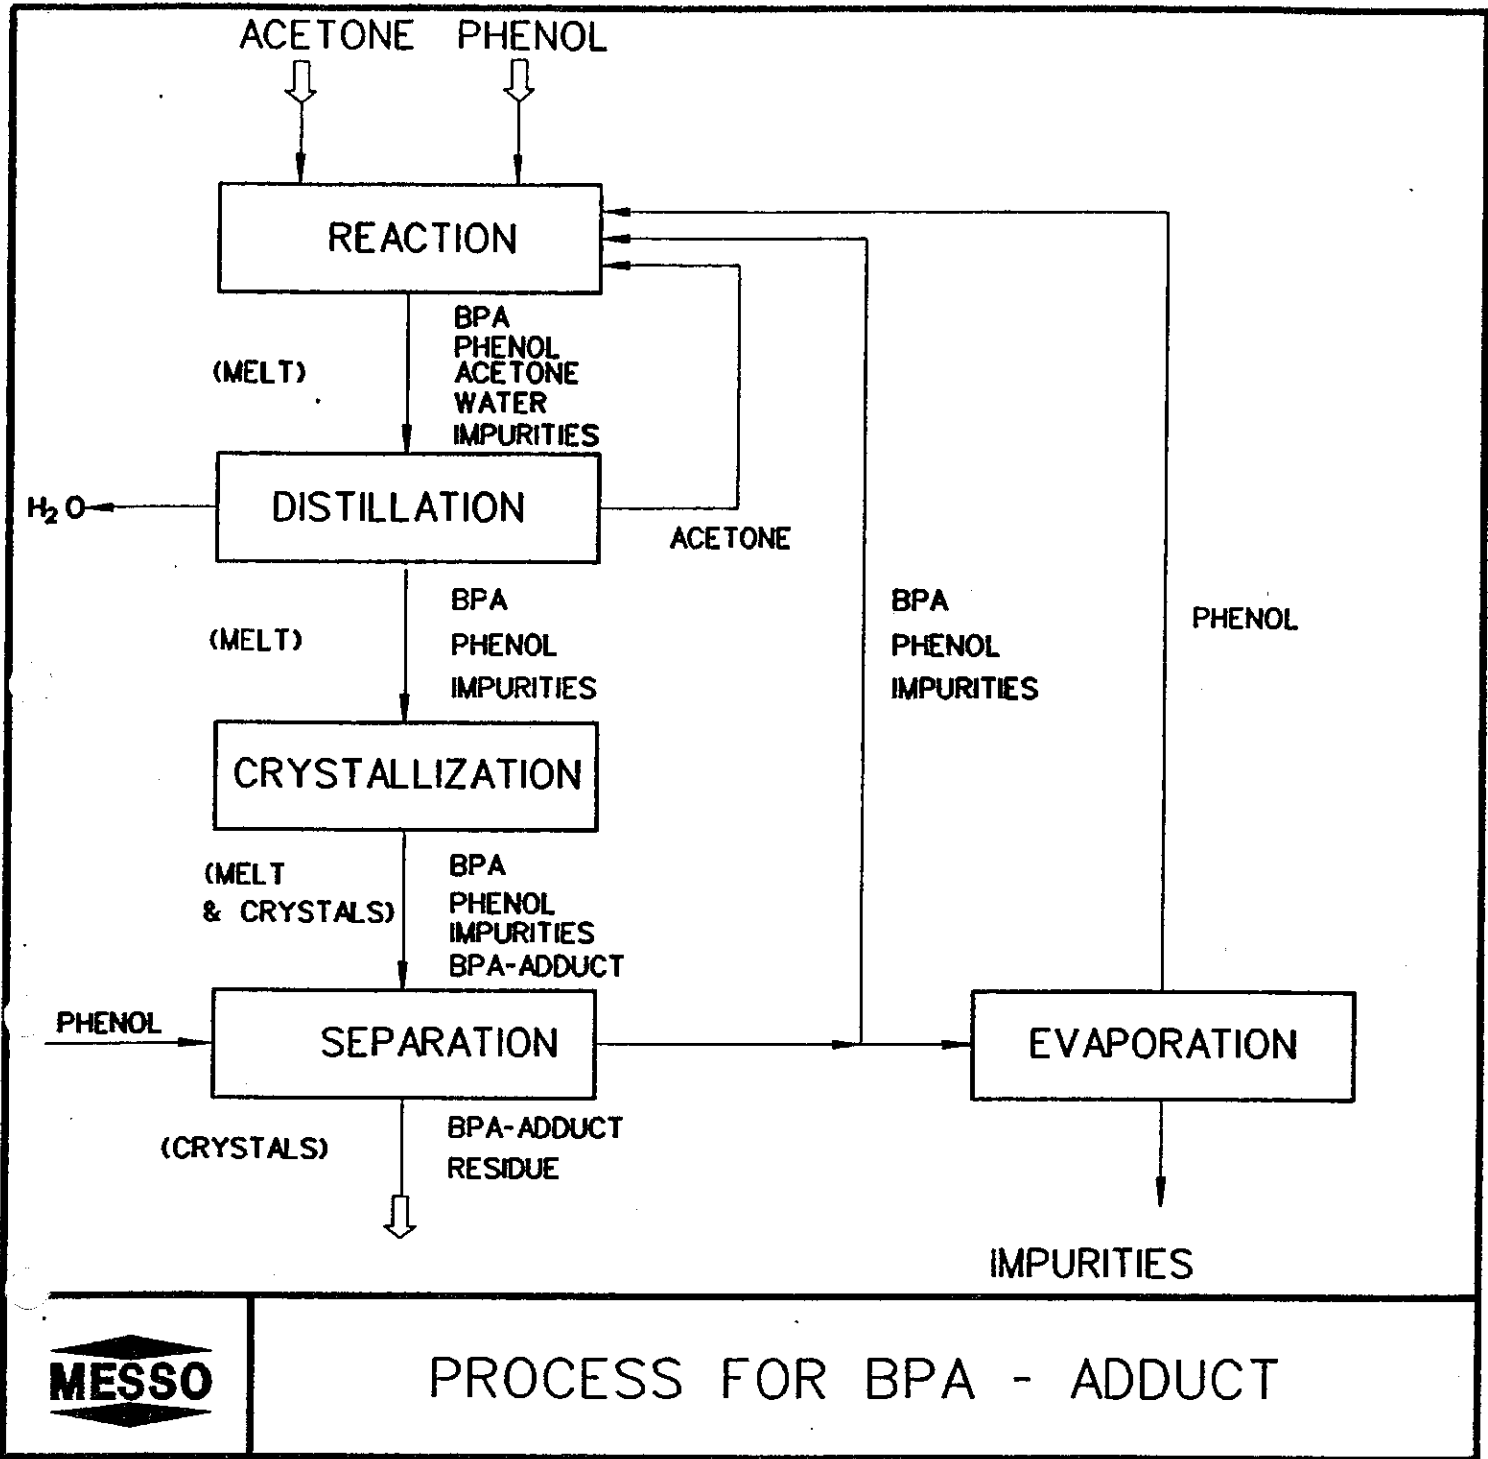 ACETONE PHENOL
REACTION
(MELT)
BPA
PHENOL
ACETONE
WATER
IMPURITIES
H₂O
DISTILLATION
ACETONE
(MELT)
BPA
PHENOL
IMPURITIES
BPA
PHENOL
IMPURITIES
PHENOL
CRYSTALLIZATION
(MELT
& CRYSTALS)
BPA
PHENOL
IMPURITIES
BPA-ADDUCT
PHENOL
SEPARATION
EVAPORATION
(CRYSTALS)
BPA-ADDUCT
RESIDUE
IMPURITIES
MESSO
PROCESS FOR BPA - ADDUCT